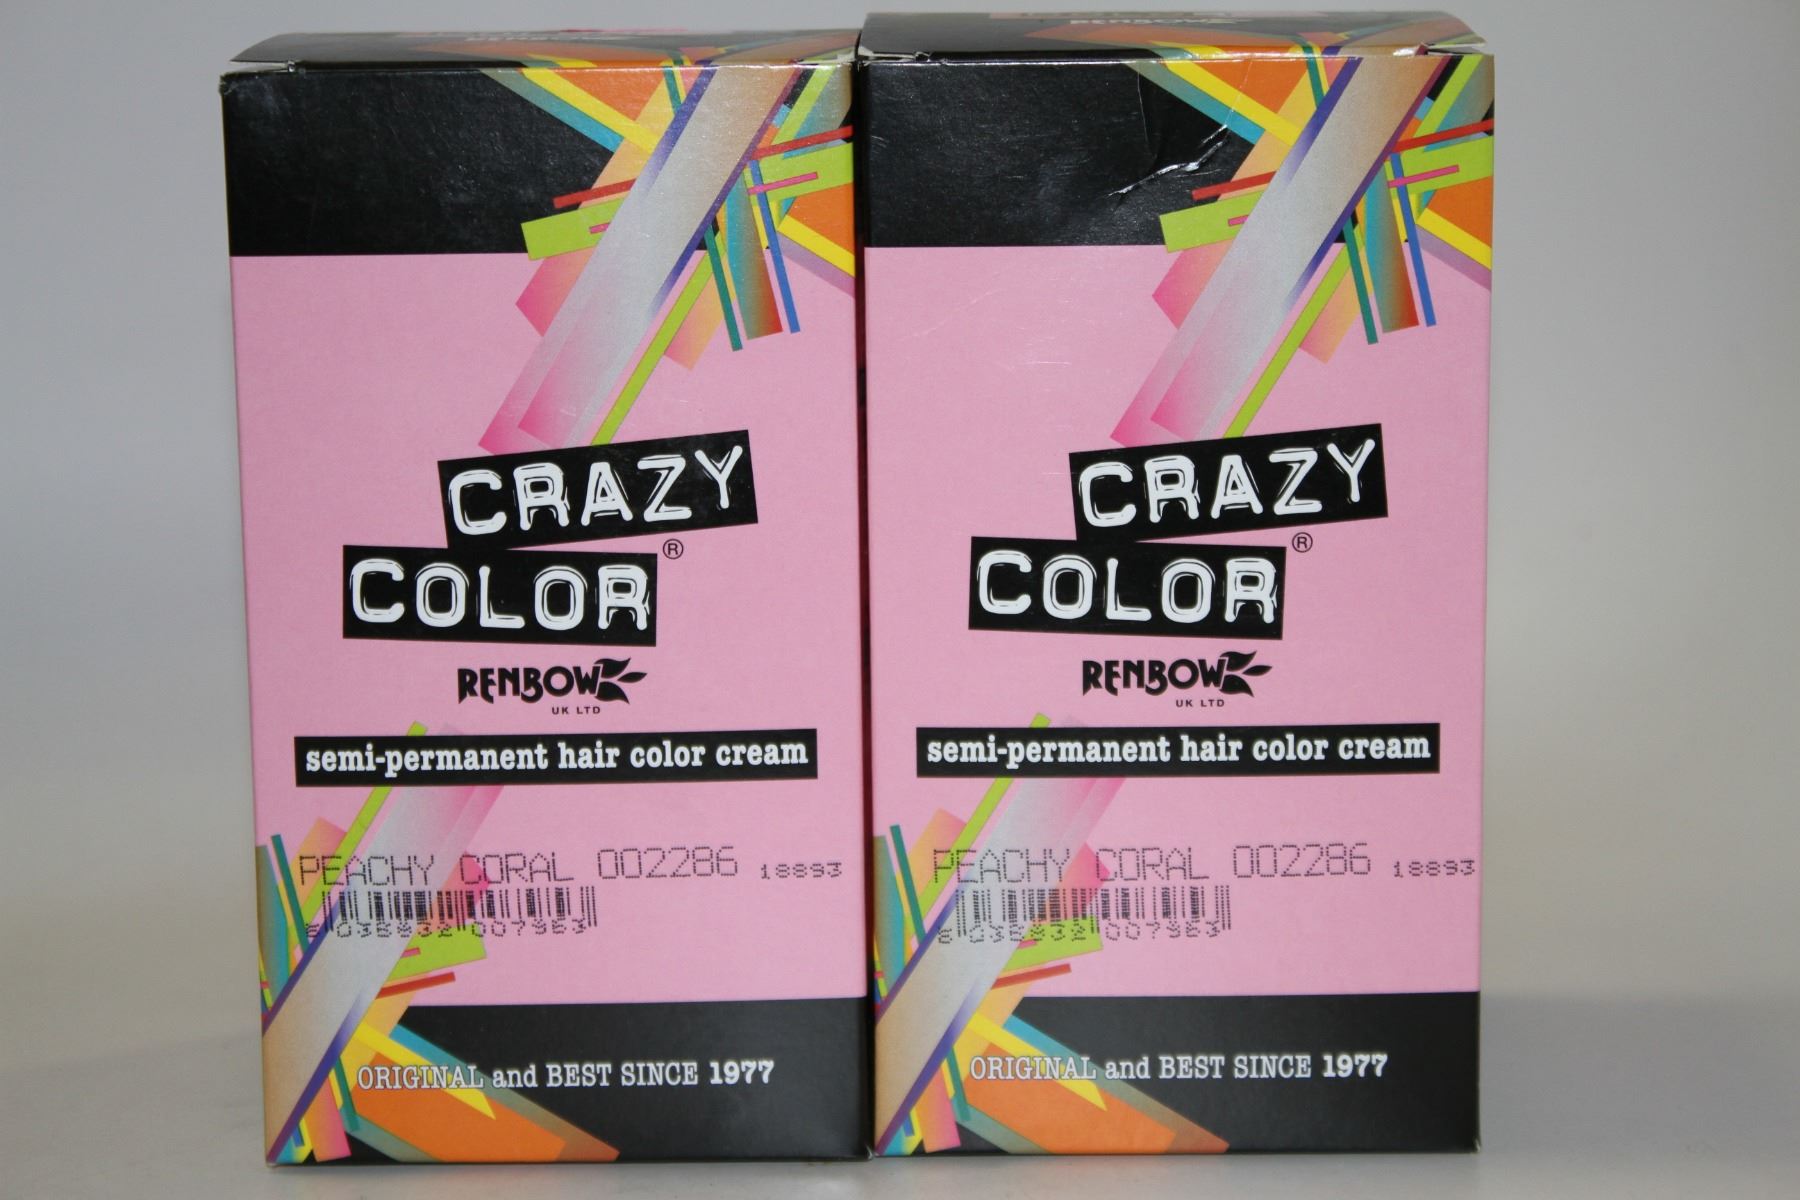 RENBOW
CRAZY
COLOR®
RENBOW
UK LTD
semi-permanent hair color cream
PEACHY CORAL 002286 18893
ORIGINAL and BEST SINCE 1977
CRAZY
COLOR®
RENBOW
UK LTD
semi-permanent hair color cream
PEACHY CORAL 002286 18893
ORIGINAL and BEST SINCE 1977